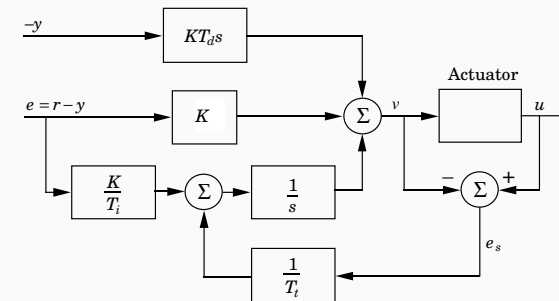 −y
KT_d s
Actuator
e = r − y
K
Σ
v
u
K/T_i
Σ
1/s
−
Σ
+
e_s
1/T_t